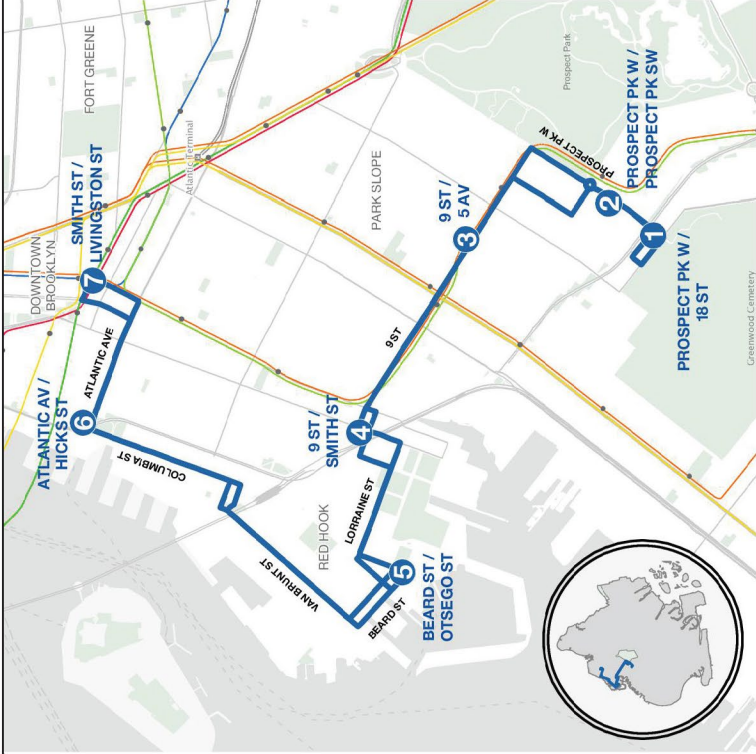 FORT GREENE
DOWNTOWN
BROOKLYN
SMITH ST /
LIVINGSTON ST
7
Atlantic Terminal
ATLANTIC AV /
HICKS ST
6
ATLANTIC AVE
COLUMBIA ST
PARK SLOPE
Prospect Park
PROSPECT PK W
PROSPECT PK W /
PROSPECT PK SW
2
9 ST /
5 AV
3
1
PROSPECT PK W /
18 ST
Greenwood Cemetery
9 ST
9 ST /
SMITH ST
4
RED HOOK
LORRAINE ST
VAN BRUNT ST
BEARD ST
5
BEARD ST /
OTSEGO ST